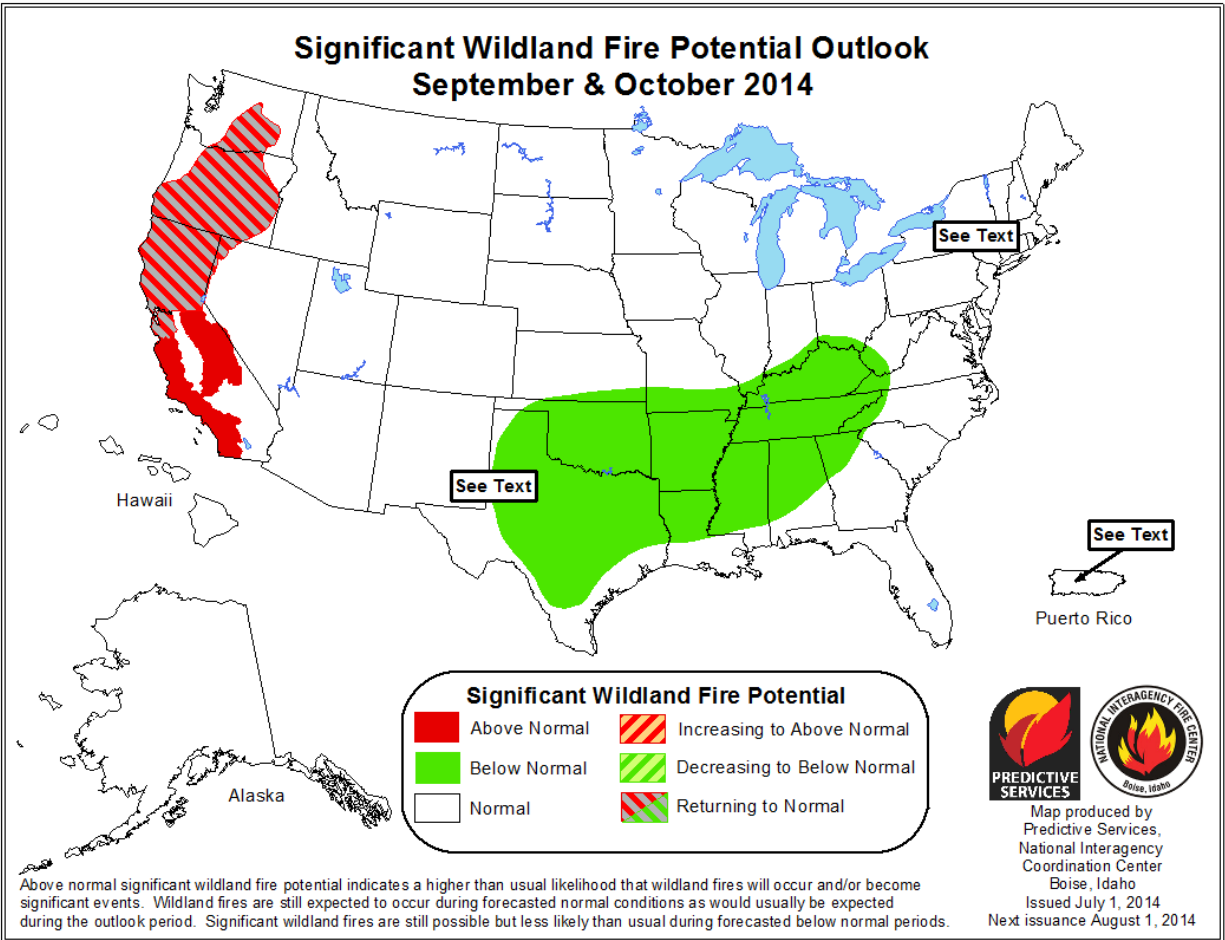 Significant Wildland Fire Potential Outlook
September & October 2014
See Text
See Text
See Text
Hawaii
Puerto Rico
Alaska
Significant Wildland Fire Potential
Above Normal
Increasing to Above Normal
Below Normal
Decreasing to Below Normal
Normal
Returning to Normal
PREDICTIVE
SERVICES
NATIONAL INTERAGENCY FIRE CENTER
Boise, Idaho
Map produced by
Predictive Services,
National Interagency
Coordination Center
Boise, Idaho
Issued July 1, 2014
Next issuance August 1, 2014
Above normal significant wildland fire potential indicates a higher than usual likelihood that wildland fires will occur and/or become
significant events.  Wildland fires are still expected to occur during forecasted normal conditions as would usually be expected
during the outlook period.  Significant wildland fires are still possible but less likely than usual during forecasted below normal periods.